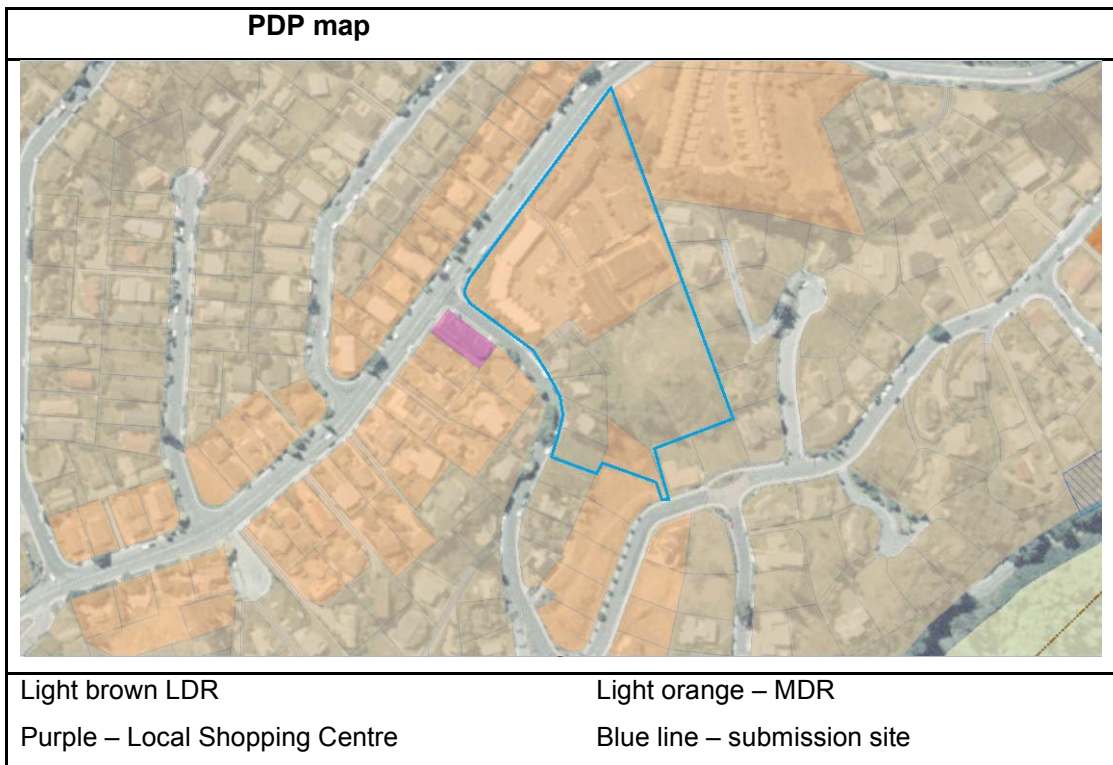 PDP map
Light brown LDR
Light orange – MDR
Purple – Local Shopping Centre
Blue line – submission site